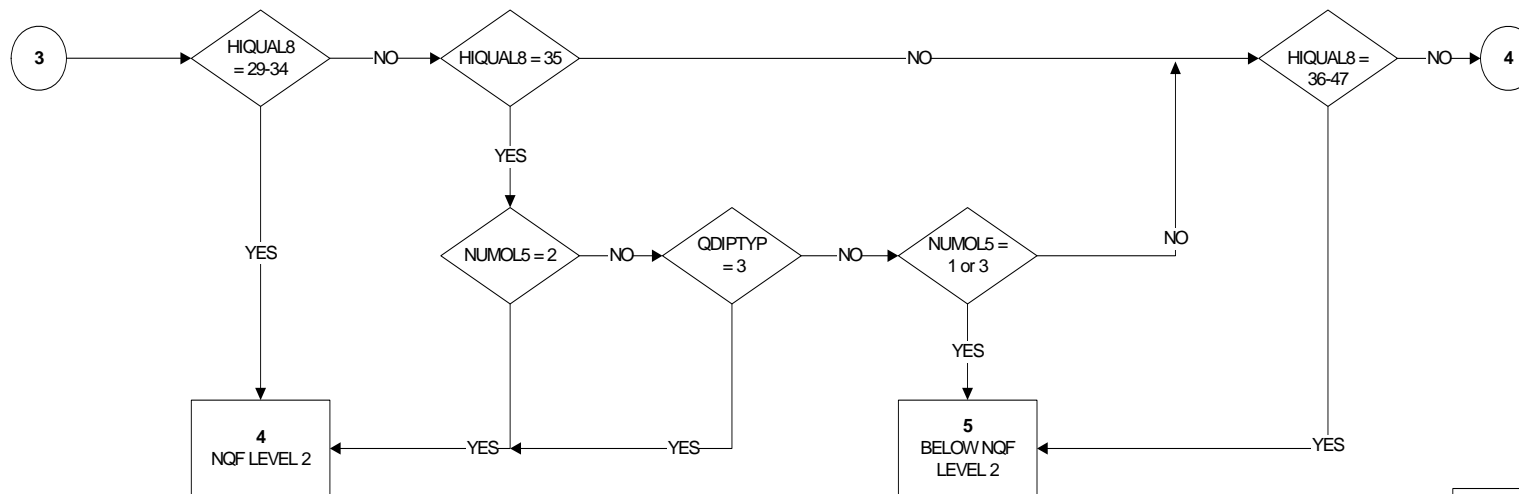 3
HIQUAL8
= 29-34
NO
HIQUAL8 = 35
NO
HIQUAL8 =
36-47
NO
4
YES
YES
NUMOL5 = 2
NO
QDIPTYP
= 3
NO
NUMOL5 =
1 or 3
NO
YES
4
NQF LEVEL 2
YES
YES
5
BELOW NQF
LEVEL 2
YES